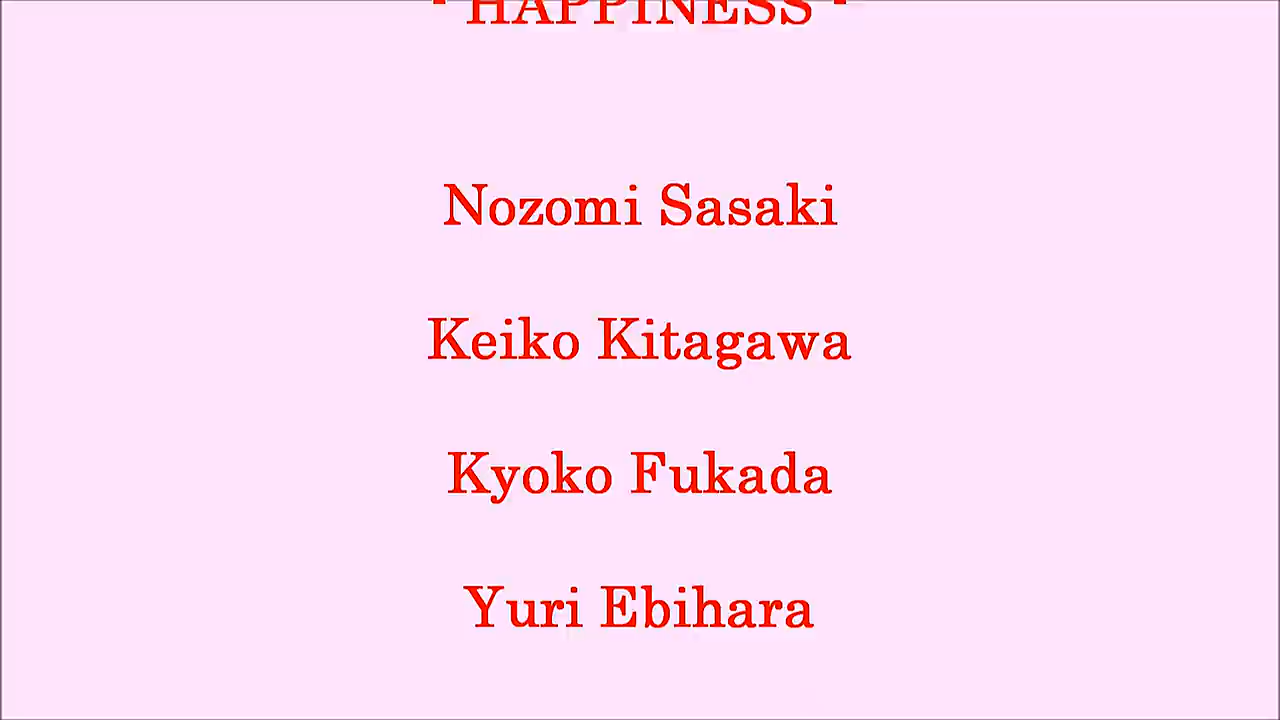 · HAPPINESS ·
Nozomi Sasaki
Keiko Kitagawa
Kyoko Fukada
Yuri Ebihara